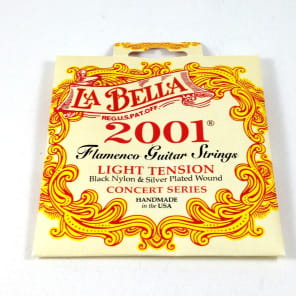 LA BELLA
REG.U.S.PAT.OFF.
2001®
Flamenco Guitar Strings
LIGHT TENSION
Black Nylon & Silver Plated Wound
CONCERT SERIES
HANDMADE
in the USA